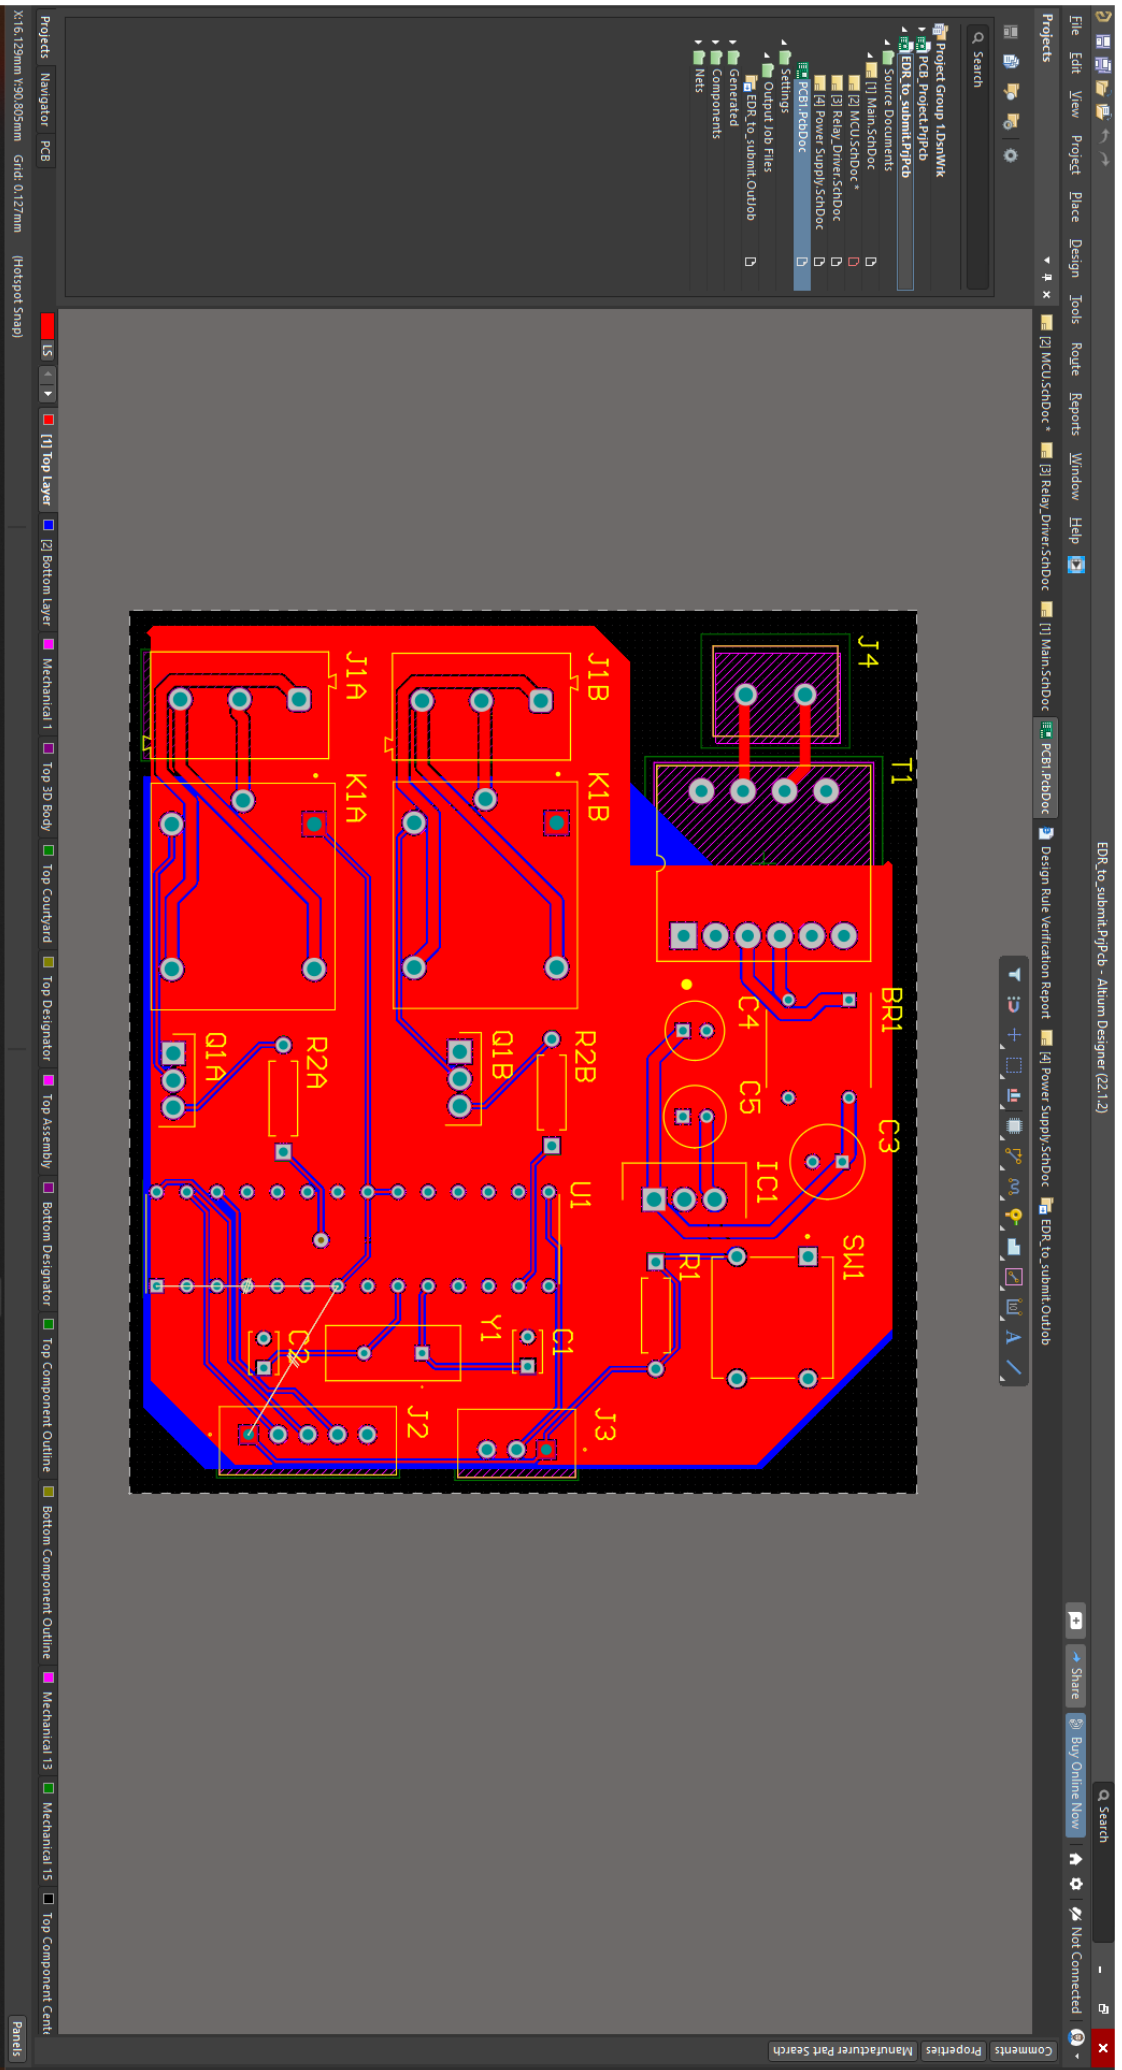 EDR_to_submit.PrjPcb - Altium Designer (22.1.2)
Search
File Edit View Project Place Design Tools Route Reports Window Help
Share
Buy Online Now
Not Connected
Projects
[2] MCU.SchDoc *
[3] Relay_Driver.SchDoc
[1] Main.SchDoc
PCB1.PcbDoc
Design Rule Verification Report
[4] Power Supply.SchDoc
EDR_to_submit.OutJob
Search
Project Group 1.DsnWrk
PCB_Project.PrjPcb
EDR_to_submit.PrjPcb
Source Documents
[1] Main.SchDoc
[2] MCU.SchDoc *
[3] Relay_Driver.SchDoc
[4] Power Supply.SchDoc
PCB1.PcbDoc
Settings
Output Job Files
EDR_to_submit.OutJob
Generated
Components
Nets
Comments
Properties
Manufacturer Part Search
J4
T1
BR1
C3
SW1
C4
C5
IC1
R1
J1B
K1B
Q1B
R2B
U1
Y1
C1
J3
J1A
K1A
Q1A
R2A
C2
J2
LS
[1] Top Layer
[2] Bottom Layer
Mechanical 1
Top 3D Body
Top Courtyard
Top Designator
Top Assembly
Bottom Designator
Top Component Outline
Bottom Component Outline
Mechanical 13
Mechanical 15
Top Component Cent
Projects Navigator PCB
X:16.129mm Y:90.805mm Grid: 0.127mm (Hotspot Snap)
Panels